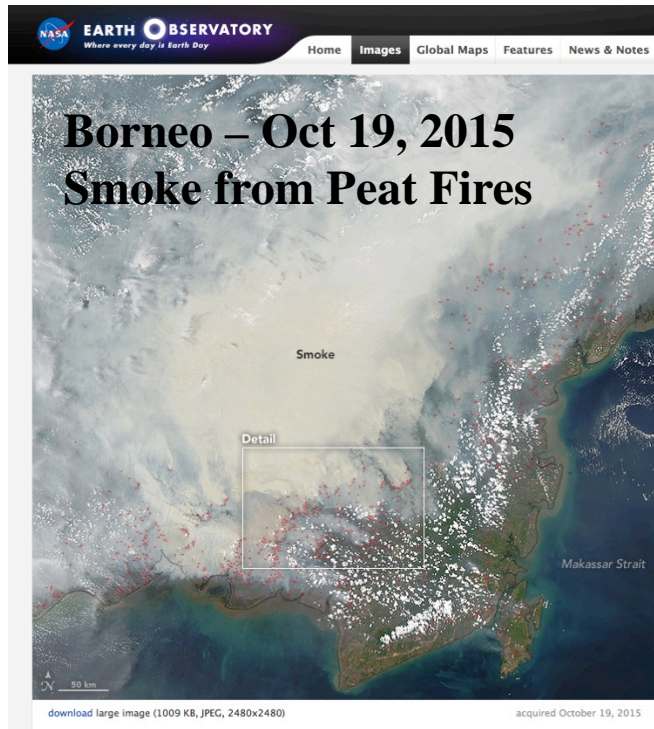 NASA
EARTH OBSERVATORY
Where every day is Earth Day
Home Images Global Maps Features News & Notes
Borneo – Oct 19, 2015
Smoke from Peat Fires
Smoke
Detail
Makassar Strait
N 50 km
download large image (1009 KB, JPEG, 2480x2480) acquired October 19, 2015